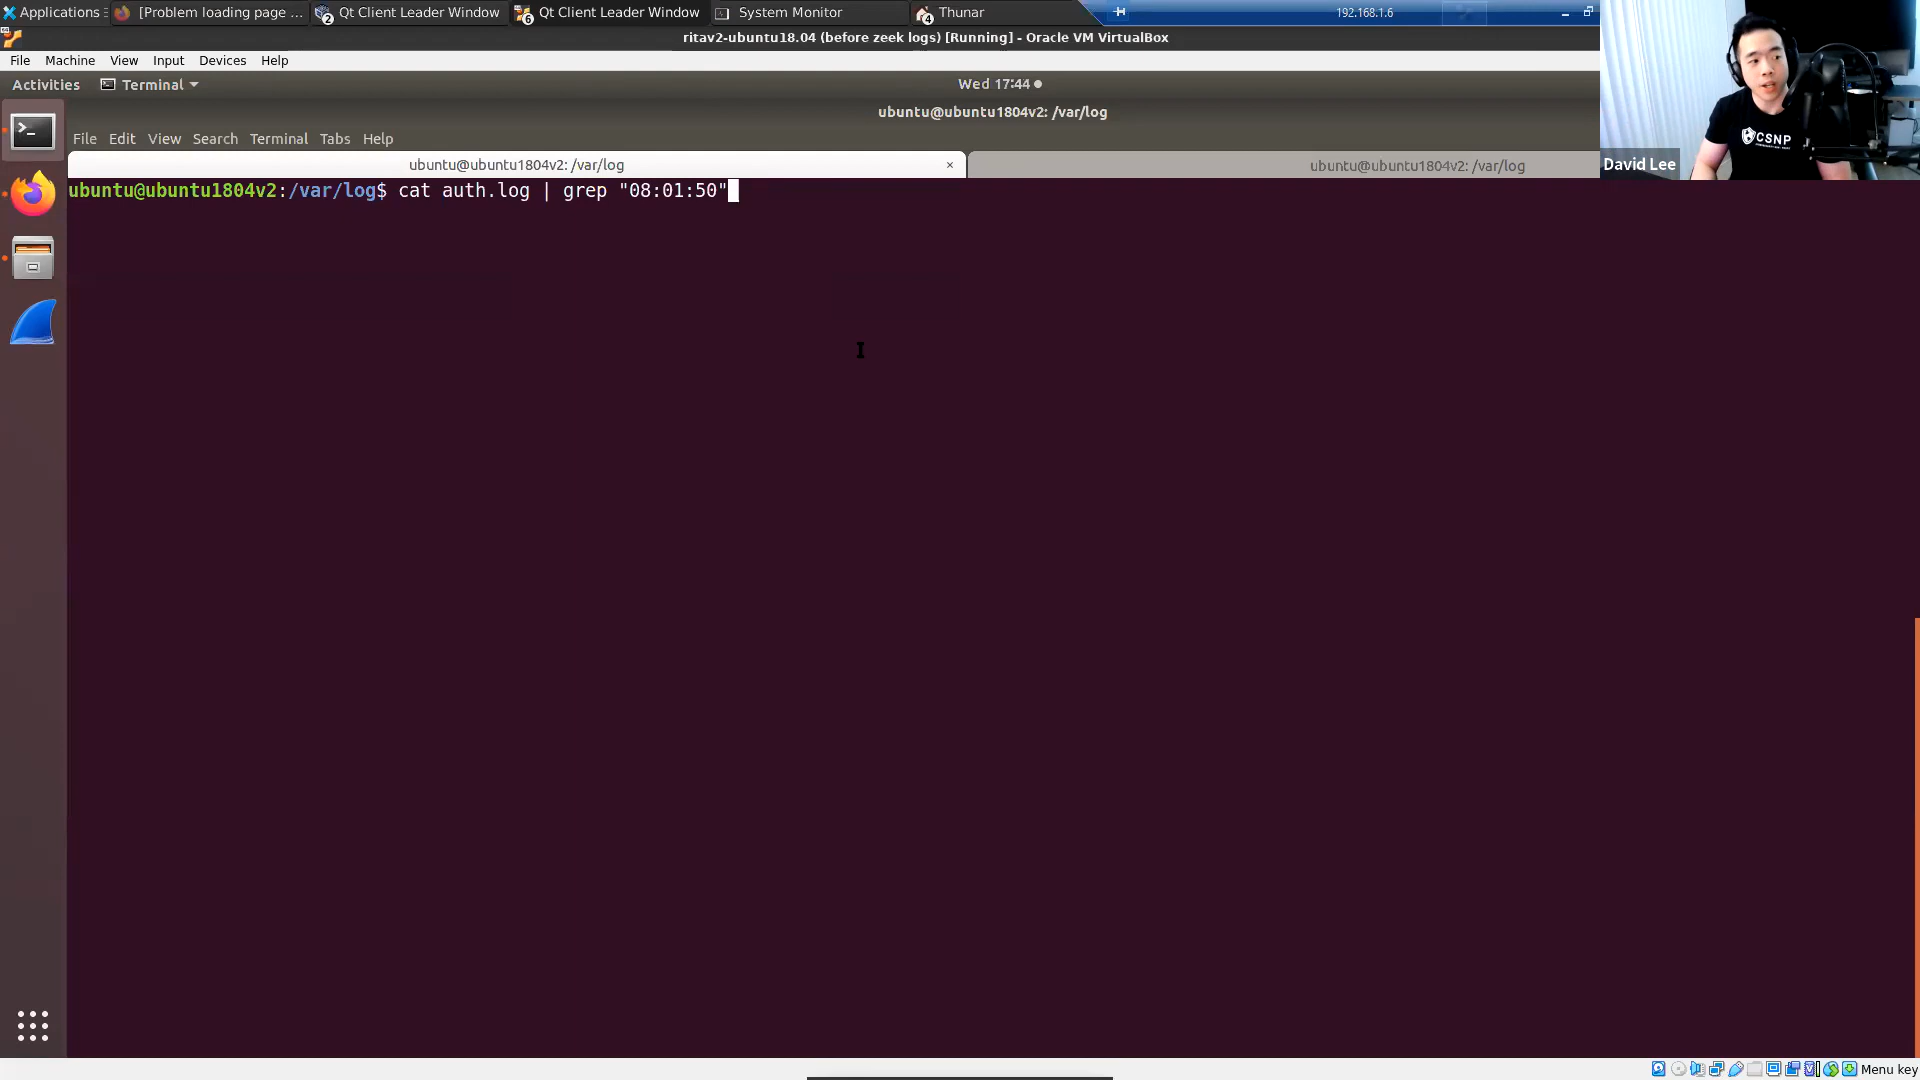 Applications
[Problem loading page ...
2 Qt Client Leader Window
6 Qt Client Leader Window
System Monitor
4 Thunar
192.168.1.6
ritav2-ubuntu18.04 (before zeek logs) [Running] - Oracle VM VirtualBox
File Machine View Input Devices Help
Activities Terminal Wed 17:44
ubuntu@ubuntu1804v2: /var/log
File Edit View Search Terminal Tabs Help
ubuntu@ubuntu1804v2: /var/log × ubuntu@ubuntu1804v2: /var/log
ubuntu@ubuntu1804v2:/var/log$ cat auth.log | grep "08:01:50"
CSNP
David Lee
Menu key